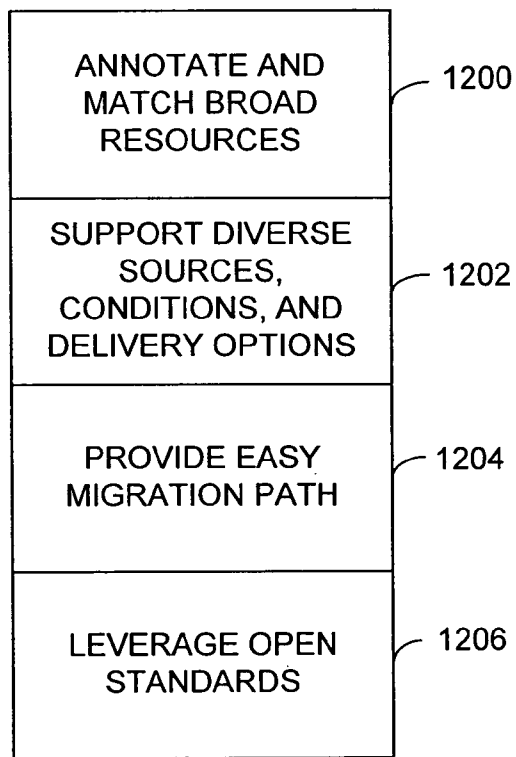 ANNOTATE AND
MATCH BROAD
RESOURCES
1200
SUPPORT DIVERSE
SOURCES,
CONDITIONS, AND
DELIVERY OPTIONS
1202
PROVIDE EASY
MIGRATION PATH
1204
LEVERAGE OPEN
STANDARDS
1206